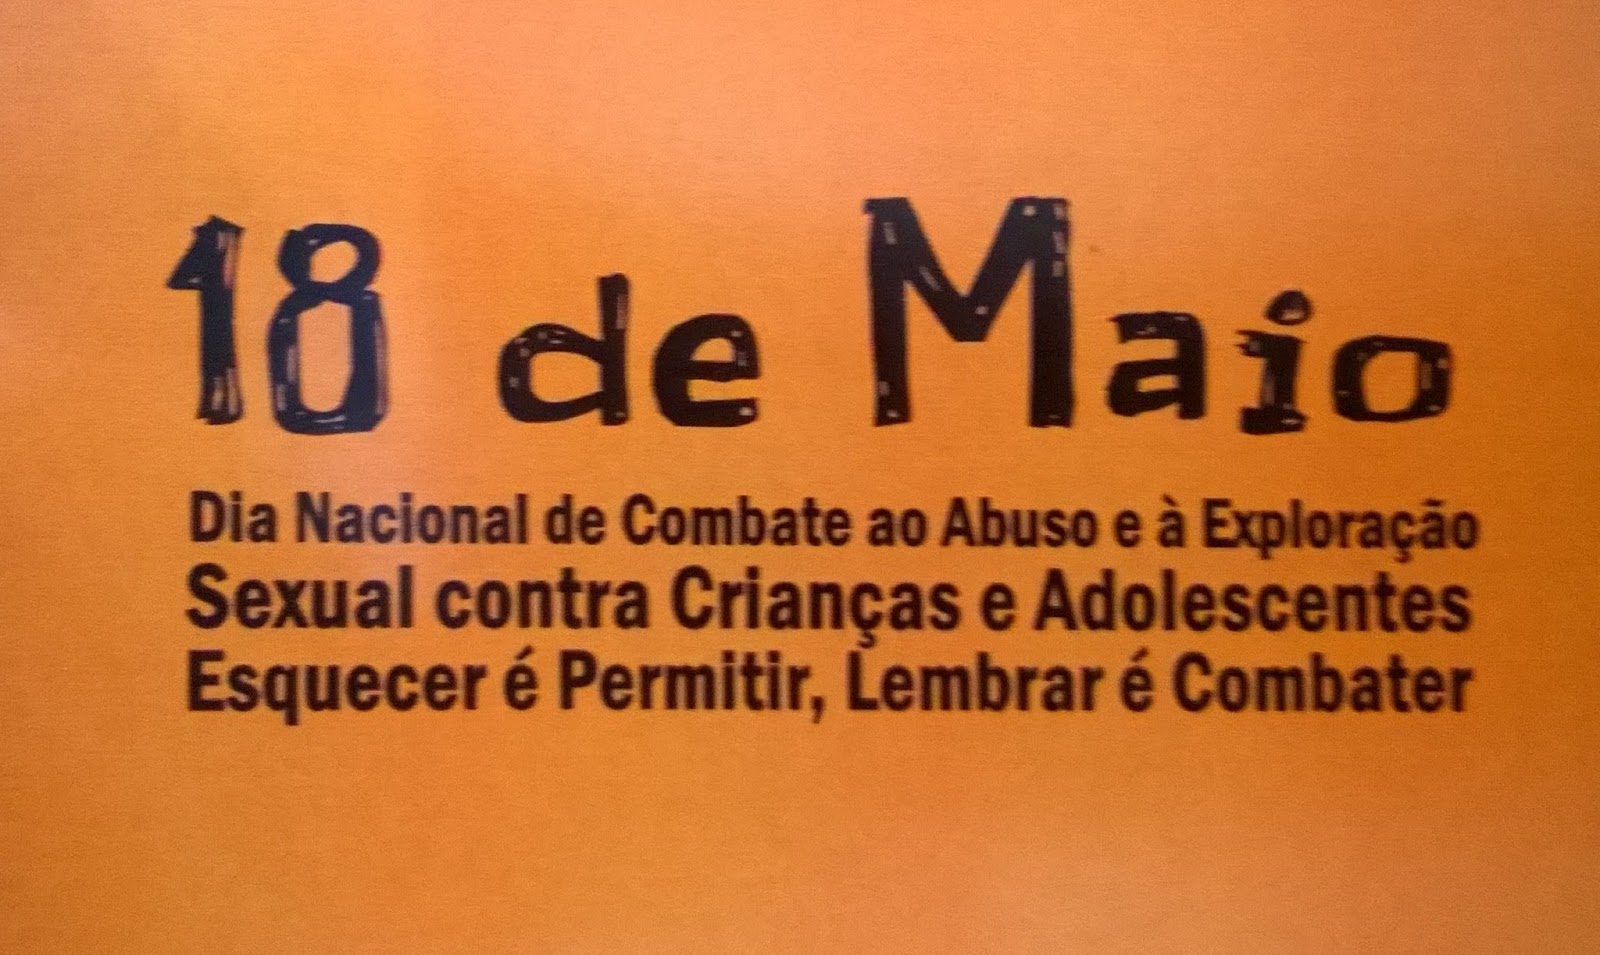 18 de Maio
Dia Nacional de Combate ao Abuso e à Exploração
Sexual contra Crianças e Adolescentes
Esquecer é Permitir, Lembrar é Combater